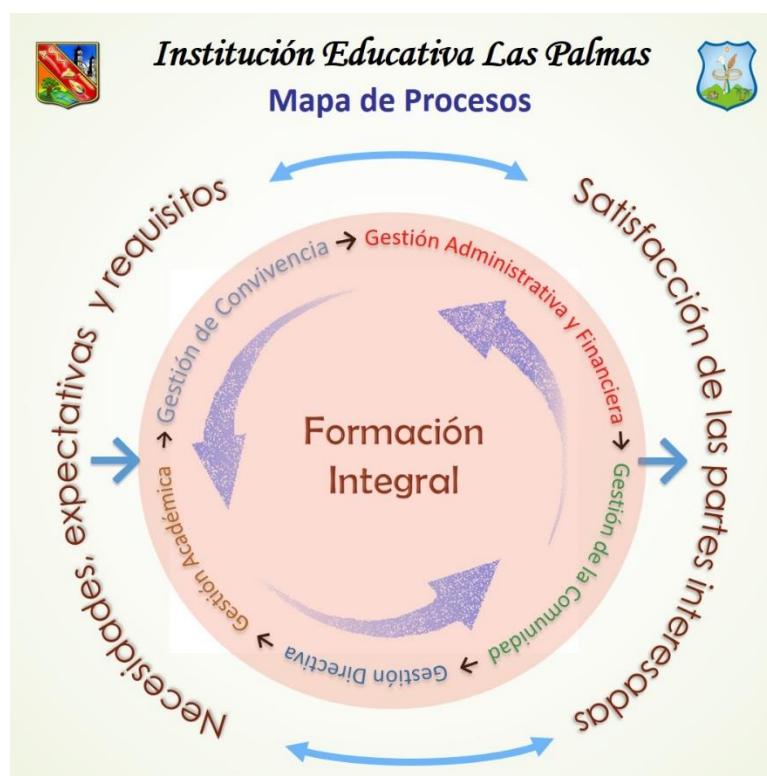 Institución Educativa Las Palmas
Mapa de Procesos
Necesidades, expectativas y requisitos
Satisfacción de las partes interesadas
Gestión de Convivencia
Gestión Administrativa y Financiera
Gestión de la Comunidad
Gestión Directiva
Gestión Académica
Formación
Integral